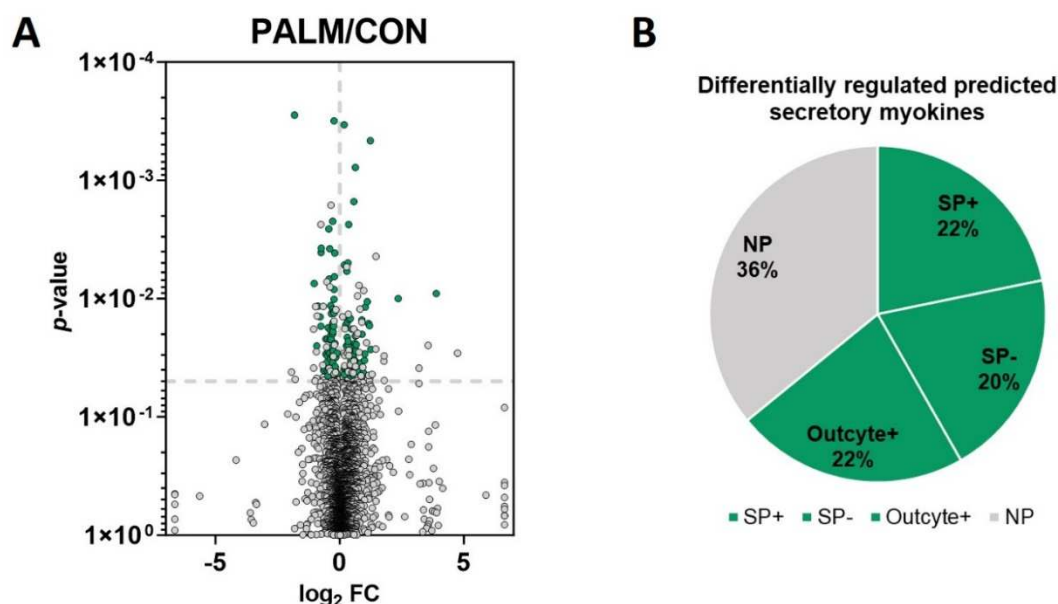 A
PALM/CON
1×10⁻⁴
1×10⁻³
1×10⁻²
1×10⁻¹
1×10⁰
p-value
-5
0
5
log₂ FC
B
Differentially regulated predicted
secretory myokines
SP+
22%
NP
36%
SP-
20%
Outcyte+
22%
SP+ SP- Outcyte+ NP